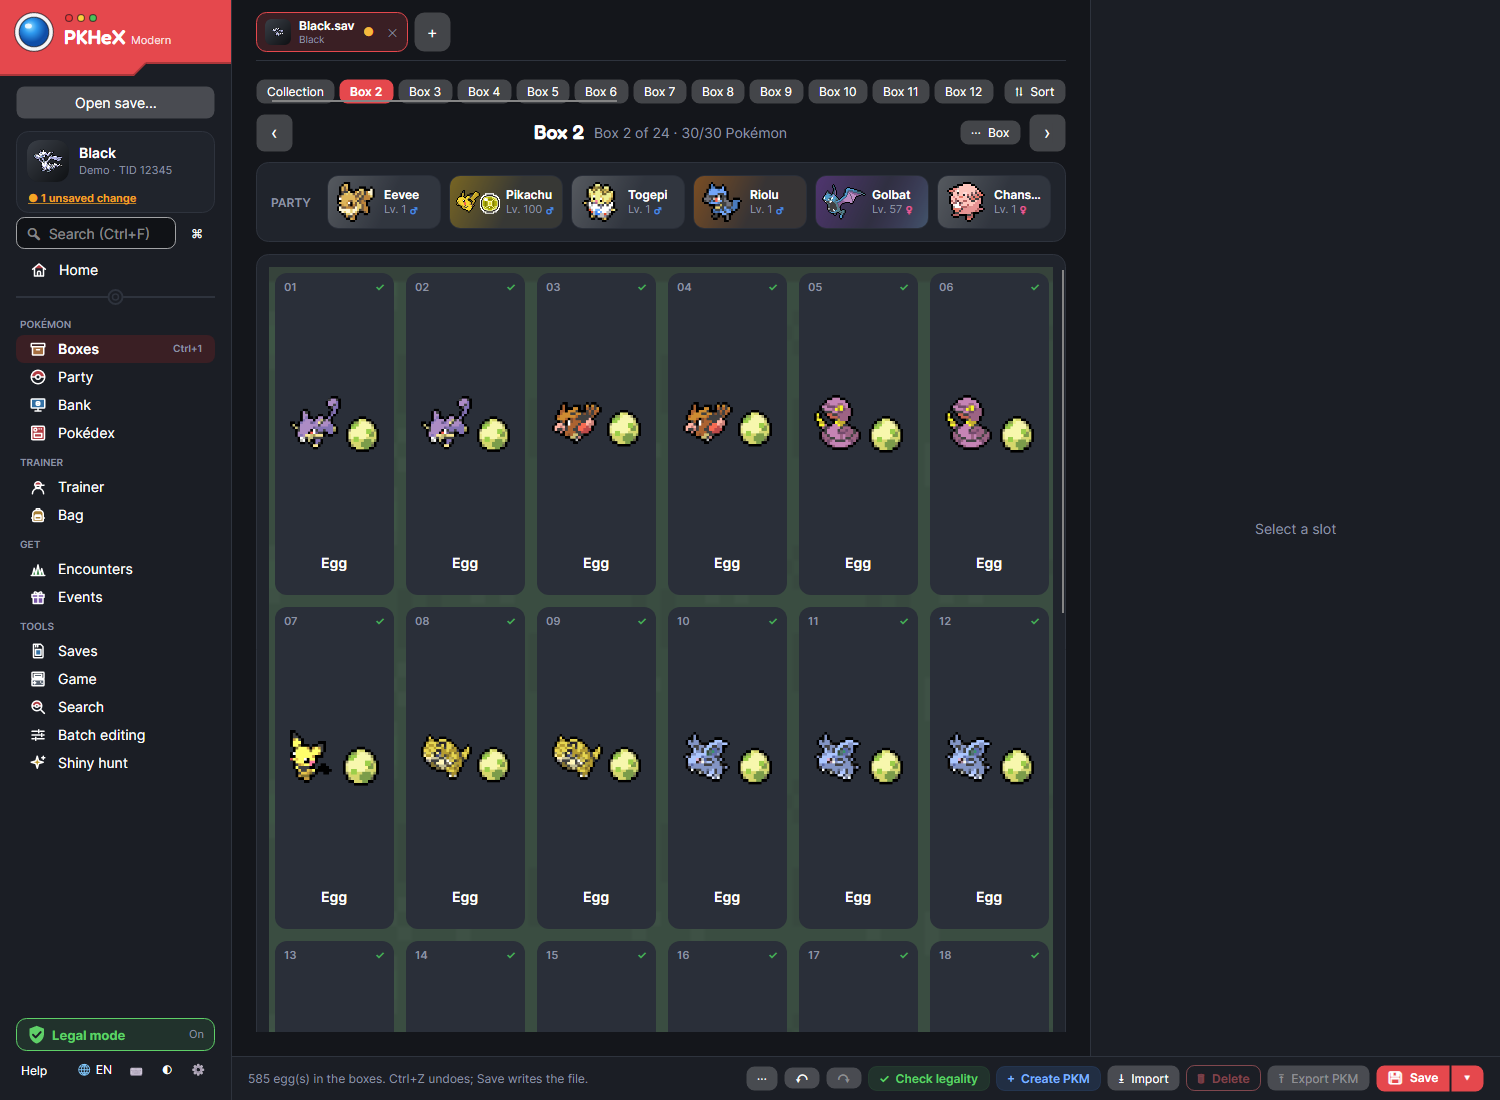 PKHeX Modern
Open save...
Black
Demo · TID 12345
1 unsaved change
Search (Ctrl+F)
⌘
Home
POKÉMON
Boxes Ctrl+1
Party
Bank
Pokédex
TRAINER
Trainer
Bag
GET
Encounters
Events
TOOLS
Saves
Game
Search
Batch editing
Shiny hunt
Legal mode On
Help EN
Black.sav
Black
+
Collection Box 2 Box 3 Box 4 Box 5 Box 6 Box 7 Box 8 Box 9 Box 10 Box 11 Box 12 Sort
‹ Box 2 Box 2 of 24 · 30/30 Pokémon ··· Box ›
PARTY
Eevee
Lv. 1 ♂
Pikachu
Lv. 100 ♂
Togepi
Lv. 1 ♂
Riolu
Lv. 1 ♂
Golbat
Lv. 57 ♀
Chans...
Lv. 1 ♀
01 02 03 04 05 06
Egg Egg Egg Egg Egg Egg
07 08 09 10 11 12
Egg Egg Egg Egg Egg Egg
13 14 15 16 17 18
Select a slot
585 egg(s) in the boxes. Ctrl+Z undoes; Save writes the file.
··· Check legality + Create PKM Import Delete Export PKM Save